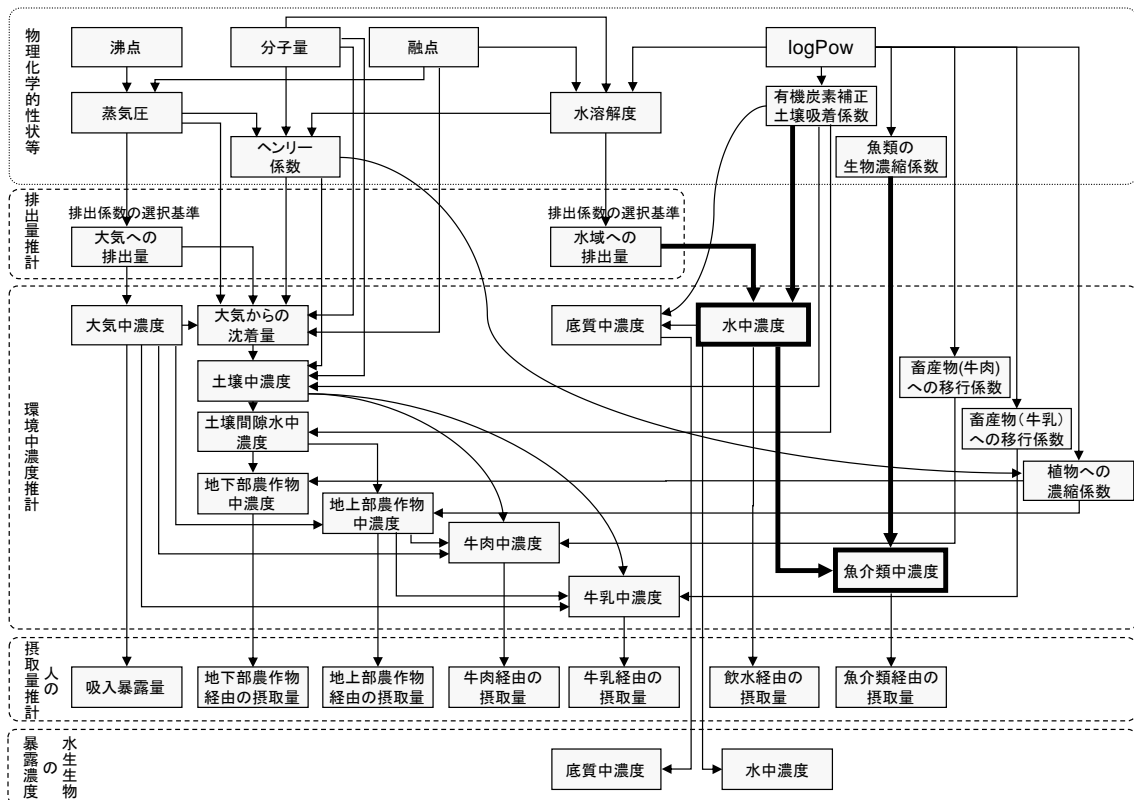 物理化学的性状等
沸点
分子量
融点
logPow
蒸気圧
水溶解度
有機炭素補正
土壌吸着係数
ヘンリー
係数
魚類の
生物濃縮係数
排出量推計
排出係数の選択基準
大気への
排出量
排出係数の選択基準
水域への
排出量
環境中濃度推計
大気中濃度
大気からの
沈着量
底質中濃度
水中濃度
土壌中濃度
畜産物(牛肉)
への移行係数
土壌間隙水中
濃度
畜産物(牛乳)
への移行係数
地下部農作物
中濃度
植物への
濃縮係数
地上部農作物
中濃度
牛肉中濃度
魚介類中濃度
牛乳中濃度
人の
摂取量推計
吸入暴露量
地下部農作物
経由の摂取量
地上部農作物
経由の摂取量
牛肉経由の
摂取量
牛乳経由の
摂取量
飲水経由の
摂取量
魚介類経由の
摂取量
水生生物
の
暴露濃度
底質中濃度
水中濃度